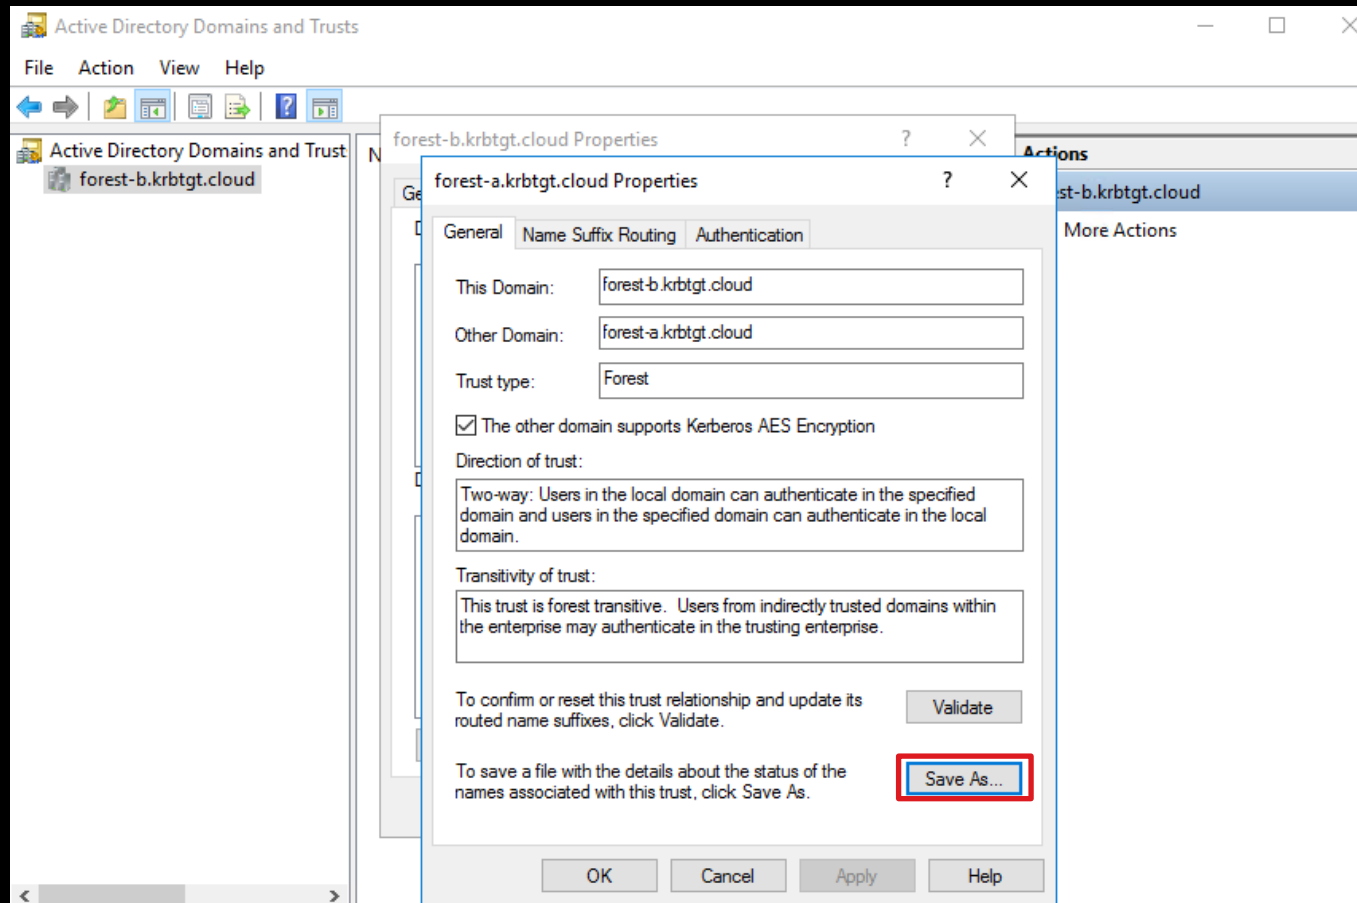 Active Directory Domains and Trusts
File Action View Help
Active Directory Domains and Trust
forest-b.krbtgt.cloud
forest-b.krbtgt.cloud Properties
?
forest-a.krbtgt.cloud Properties
?
General Name Suffix Routing Authentication
This Domain: forest-b.krbtgt.cloud
Other Domain: forest-a.krbtgt.cloud
Trust type: Forest
The other domain supports Kerberos AES Encryption
Direction of trust:
Two-way: Users in the local domain can authenticate in the specified
domain and users in the specified domain can authenticate in the local
domain.
Transitivity of trust:
This trust is forest transitive. Users from indirectly trusted domains within
the enterprise may authenticate in the trusting enterprise.
To confirm or reset this trust relationship and update its
routed name suffixes, click Validate.
Validate
To save a file with the details about the status of the
names associated with this trust, click Save As.
Save As...
OK Cancel Apply Help
Actions
st-b.krbtgt.cloud
More Actions